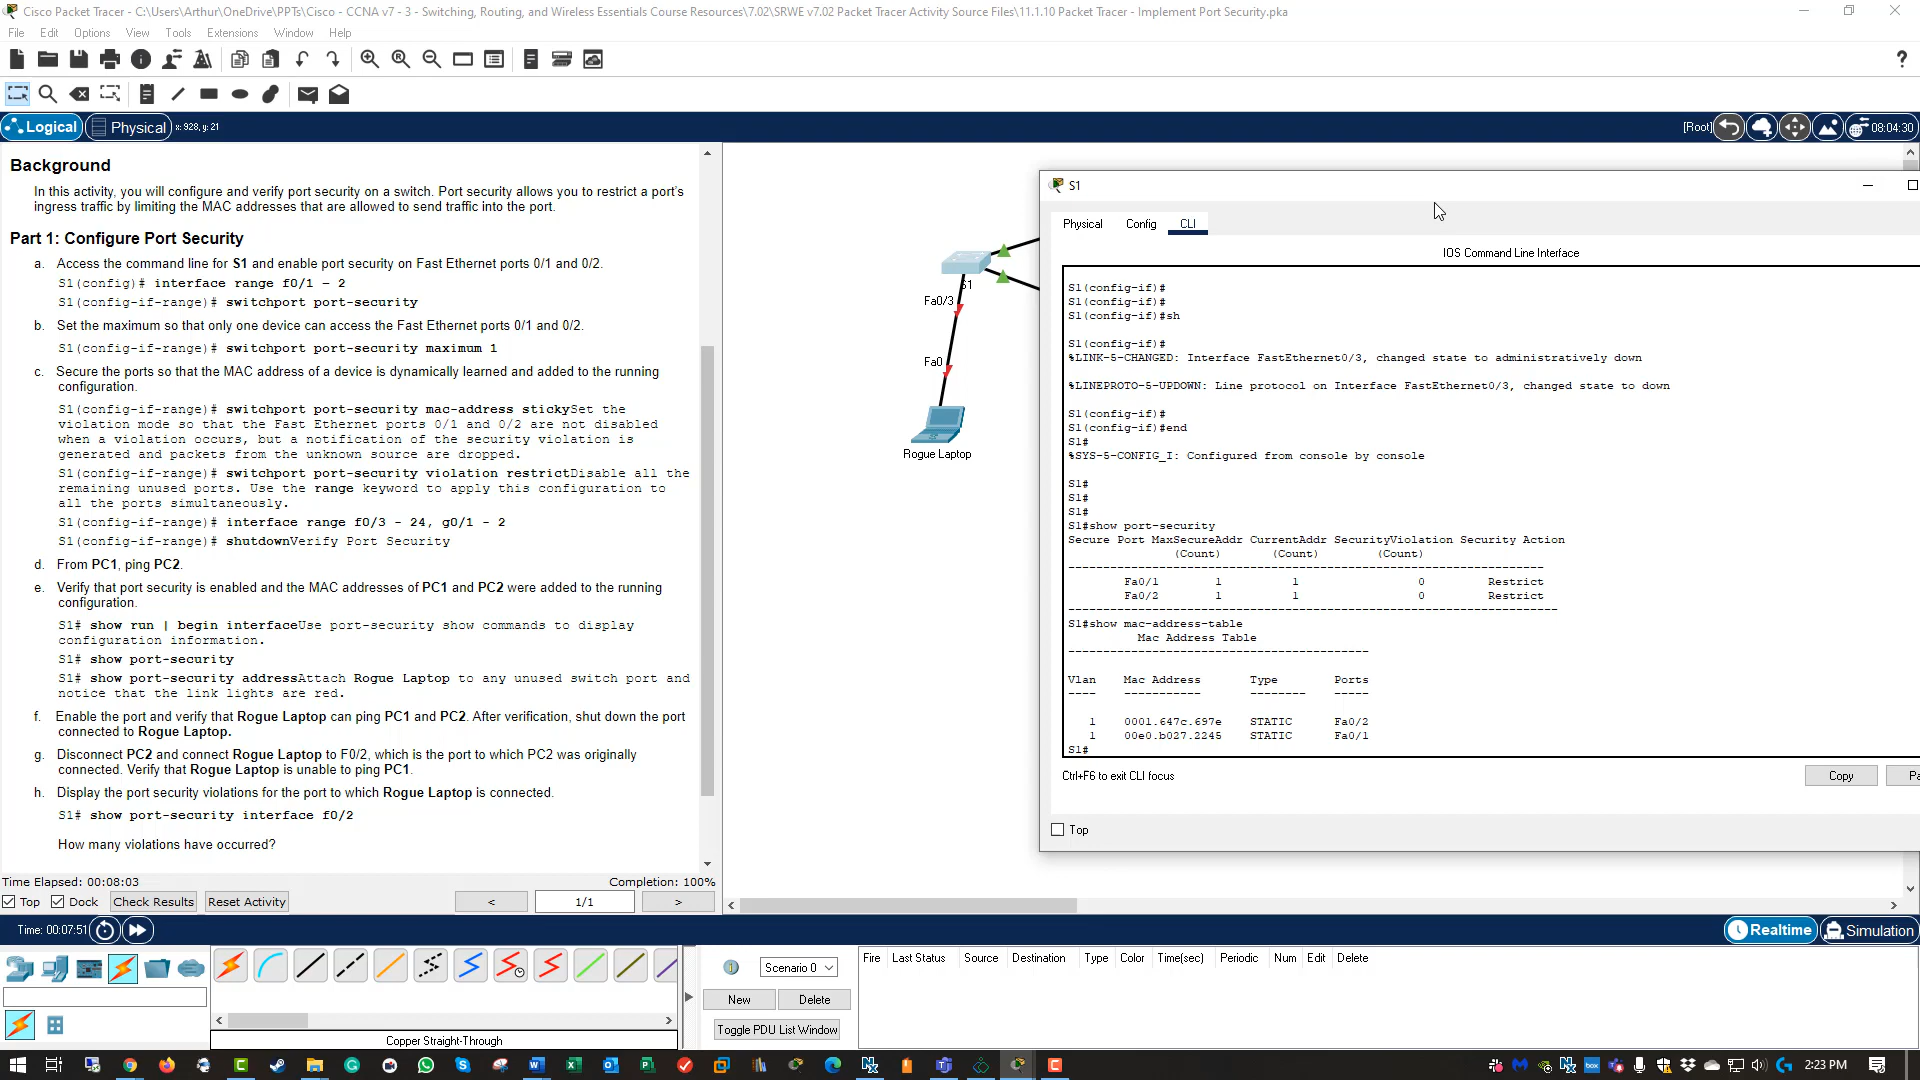 Cisco Packet Tracer - C:\Users\Arthur\OneDrive\PPTs\Cisco - CCNA v7 - 3 - Switching, Routing, and Wireless Essentials Course Resources\7.02\SRWE v7.02 Packet Tracer Activity Source Files\11.1.10 Packet Tracer - Implement Port Security.pka
File Edit Options View Tools Extensions Window Help
Logical Physical x: 928, y: 21 [Root] 08:04:30
Background
In this activity, you will configure and verify port security on a switch. Port security allows you to restrict a port's
ingress traffic by limiting the MAC addresses that are allowed to send traffic into the port.
Part 1: Configure Port Security
a. Access the command line for S1 and enable port security on Fast Ethernet ports 0/1 and 0/2.
S1(config)# interface range f0/1 - 2
S1(config-if-range)# switchport port-security
b. Set the maximum so that only one device can access the Fast Ethernet ports 0/1 and 0/2.
S1(config-if-range)# switchport port-security maximum 1
c. Secure the ports so that the MAC address of a device is dynamically learned and added to the running
configuration.
S1(config-if-range)# switchport port-security mac-address stickySet the
violation mode so that the Fast Ethernet ports 0/1 and 0/2 are not disabled
when a violation occurs, but a notification of the security violation is
generated and packets from the unknown source are dropped.
S1(config-if-range)# switchport port-security violation restrictDisable all the
remaining unused ports. Use the range keyword to apply this configuration to
all the ports simultaneously.
S1(config-if-range)# interface range f0/3 - 24, g0/1 - 2
S1(config-if-range)# shutdownVerify Port Security
d. From PC1, ping PC2.
e. Verify that port security is enabled and the MAC addresses of PC1 and PC2 were added to the running
configuration.
S1# show run | begin interfaceUse port-security show commands to display
configuration information.
S1# show port-security
S1# show port-security addressAttach Rogue Laptop to any unused switch port and
notice that the link lights are red.
f. Enable the port and verify that Rogue Laptop can ping PC1 and PC2. After verification, shut down the port
connected to Rogue Laptop.
g. Disconnect PC2 and connect Rogue Laptop to F0/2, which is the port to which PC2 was originally
connected. Verify that Rogue Laptop is unable to ping PC1.
h. Display the port security violations for the port to which Rogue Laptop is connected.
S1# show port-security interface f0/2
How many violations have occurred?
Time Elapsed: 00:08:03 Completion: 100%
Top Dock Check Results Reset Activity < 1/1 >
S1
Fa0/3
Fa0
Rogue Laptop
S1
Physical Config CLI
IOS Command Line Interface
S1(config-if)#
S1(config-if)#
S1(config-if)#sh
S1(config-if)#
%LINK-5-CHANGED: Interface FastEthernet0/3, changed state to administratively down
%LINEPROTO-5-UPDOWN: Line protocol on Interface FastEthernet0/3, changed state to down
S1(config-if)#
S1(config-if)#end
S1#
%SYS-5-CONFIG_I: Configured from console by console
S1#
S1#
S1#
S1#show port-security
Secure Port MaxSecureAddr CurrentAddr SecurityViolation Security Action
(Count) (Count) (Count)
--------------------------------------------------------------------
Fa0/1 1 1 0 Restrict
Fa0/2 1 1 0 Restrict
----------------------------------------------------------------------
S1#show mac-address-table
Mac Address Table
-------------------------------------------
Vlan Mac Address Type Ports
---- ----------- -------- -----
1 0001.647c.697e STATIC Fa0/2
1 00e0.b027.2245 STATIC Fa0/1
S1#
Ctrl+F6 to exit CLI focus Copy Pa
Top
Time: 00:07:51 Realtime Simulation
Scenario 0
New Delete
Toggle PDU List Window
Fire Last Status Source Destination Type Color Time(sec) Periodic Num Edit Delete
Copper Straight-Through
2:23 PM